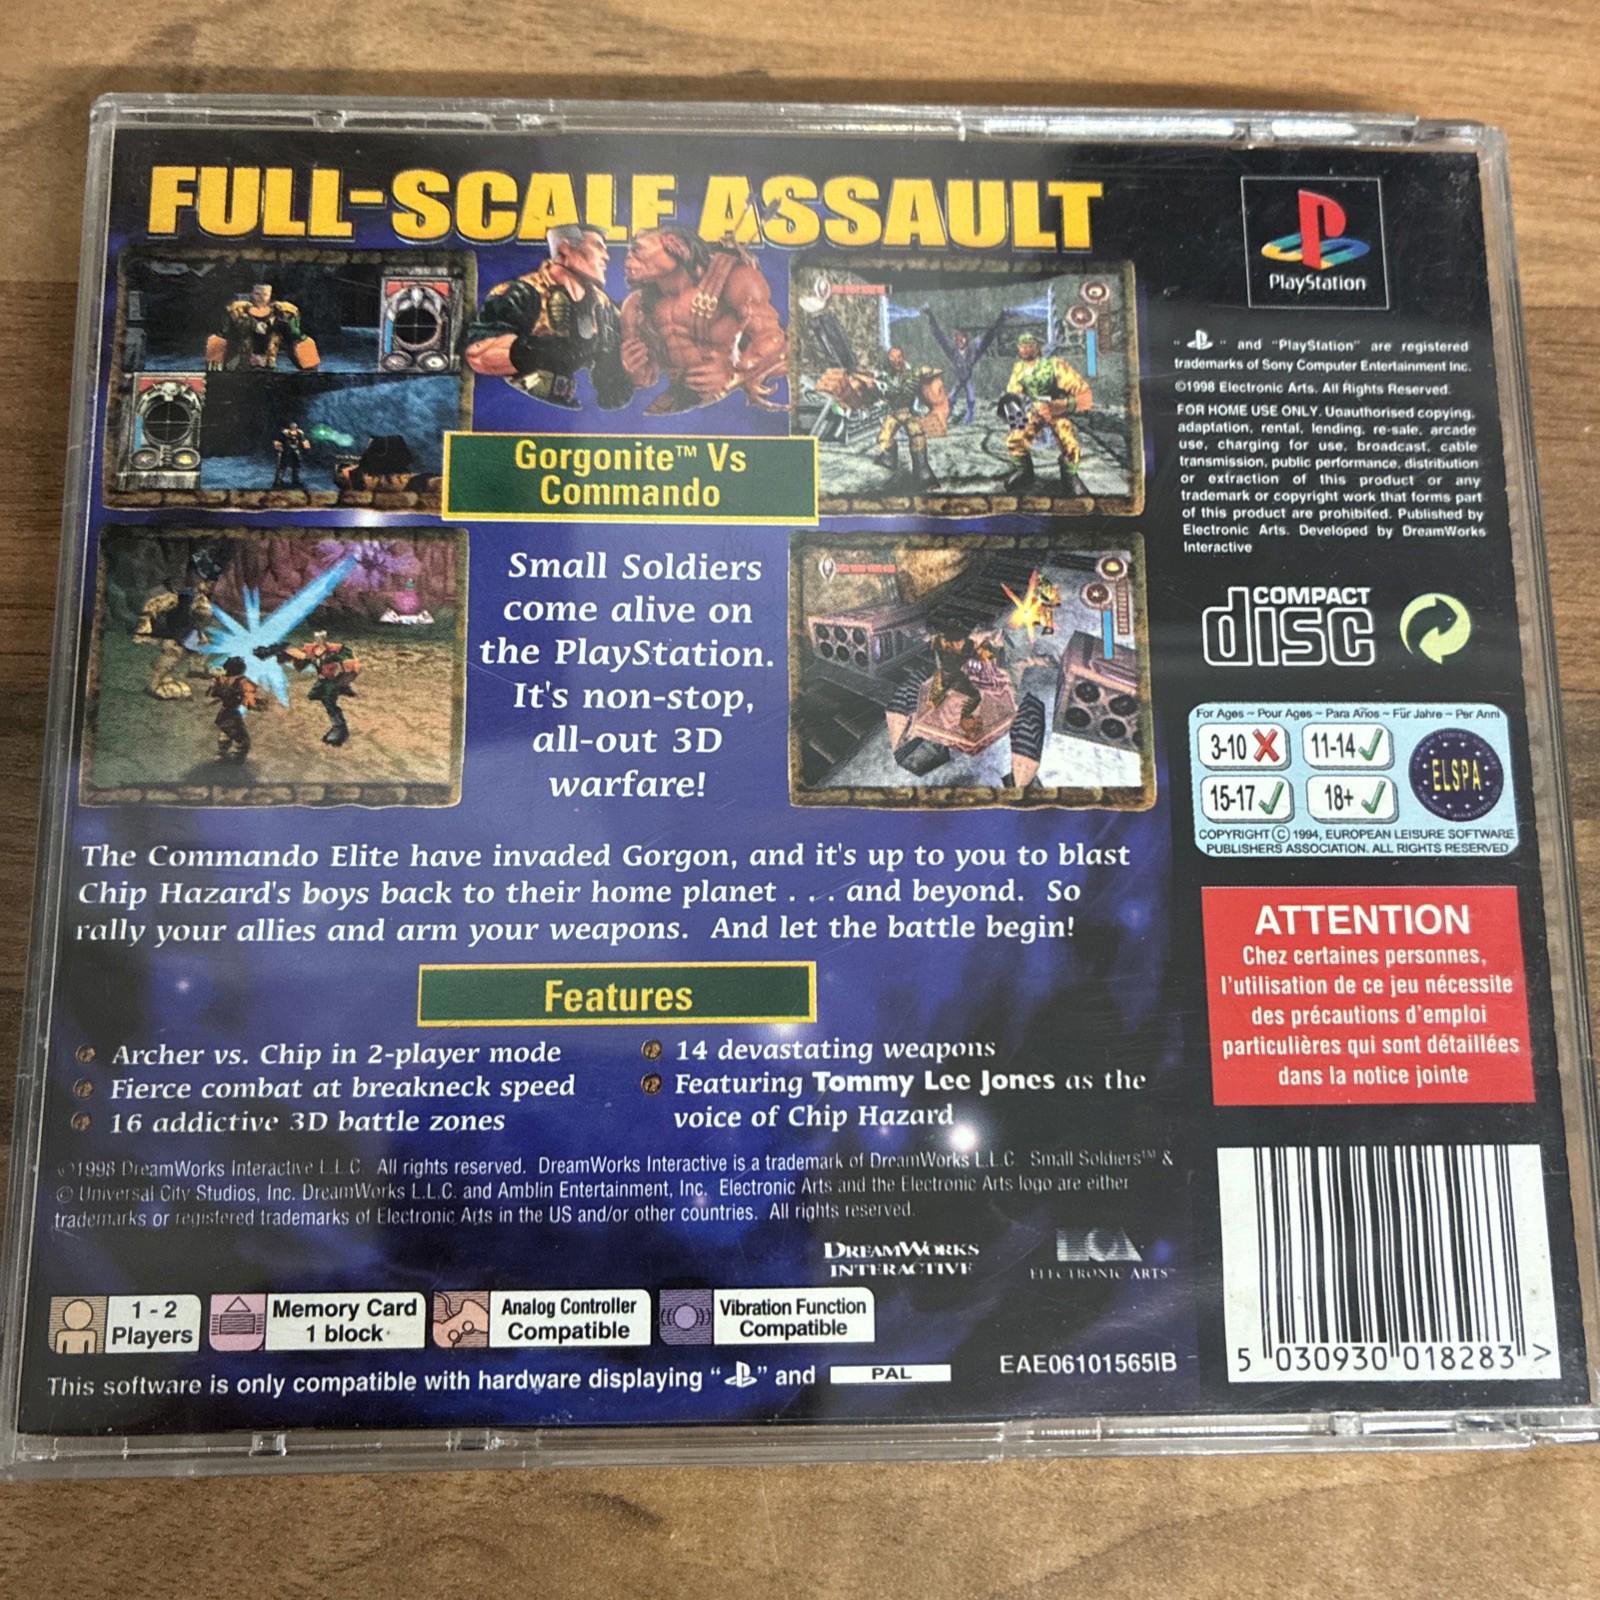 FULL-SCALE ASSAULT
Gorgonite™ Vs
Commando
Small Soldiers
come alive on
the PlayStation.
It's non-stop,
all-out 3D
warfare!
The Commando Elite have invaded Gorgon, and it's up to you to blast
Chip Hazard's boys back to their home planet . . . and beyond. So
rally your allies and arm your weapons. And let the battle begin!
Features
Archer vs. Chip in 2-player mode
Fierce combat at breakneck speed
16 addictive 3D battle zones
14 devastating weapons
Featuring Tommy Lee Jones as the
voice of Chip Hazard
©1998 DreamWorks Interactive L.L.C. All rights reserved. DreamWorks Interactive is a trademark of DreamWorks L.L.C. Small Soldiers™ &
© Universal City Studios, Inc. DreamWorks L.L.C. and Amblin Entertainment, Inc. Electronic Arts and the Electronic Arts logo are either
trademarks or registered trademarks of Electronic Arts in the US and/or other countries. All rights reserved.
DREAMWORKS
INTERACTIVE
ELECTRONIC ARTS™
1 - 2
Players
Memory Card
1 block
Analog Controller
Compatible
Vibration Function
Compatible
This software is only compatible with hardware displaying " " and PAL
EAE06101565IB
PlayStation
" " and "PlayStation" are registered
trademarks of Sony Computer Entertainment Inc.
©1998 Electronic Arts. All Rights Reserved.
FOR HOME USE ONLY. Unauthorised copying,
adaptation, rental, lending, re-sale, arcade
use, charging for use, broadcast, cable
transmission, public performance, distribution
or extraction of this product or any
trademark or copyright work that forms part
of this product are prohibited. Published by
Electronic Arts. Developed by DreamWorks
Interactive
COMPACT
disc
For Ages ~ Pour Ages ~ Para Años ~ Für Jahre ~ Per Anni
3-10 11-14
15-17 18+
ELSPA
COPYRIGHT © 1994, EUROPEAN LEISURE SOFTWARE
PUBLISHERS ASSOCIATION. ALL RIGHTS RESERVED
ATTENTION
Chez certaines personnes,
l'utilisation de ce jeu nécessite
des précautions d'emploi
particulières qui sont détaillées
dans la notice jointe
5 030930 018283 >